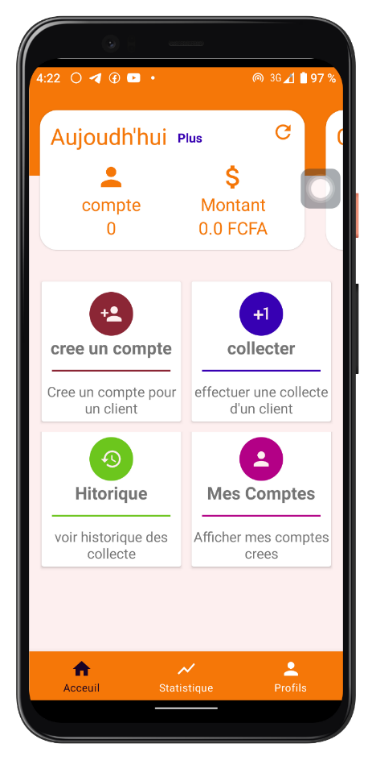 4:22 3G 97 %
Aujoudh'hui Plus
compte Montant
0 0.0 FCFA
+1
cree un compte
Cree un compte pour
un client
collecter
effectuer une collecte
d'un client
Hitorique
voir historique des
collecte
Mes Comptes
Afficher mes comptes
crees
Acceuil Statistique Profils